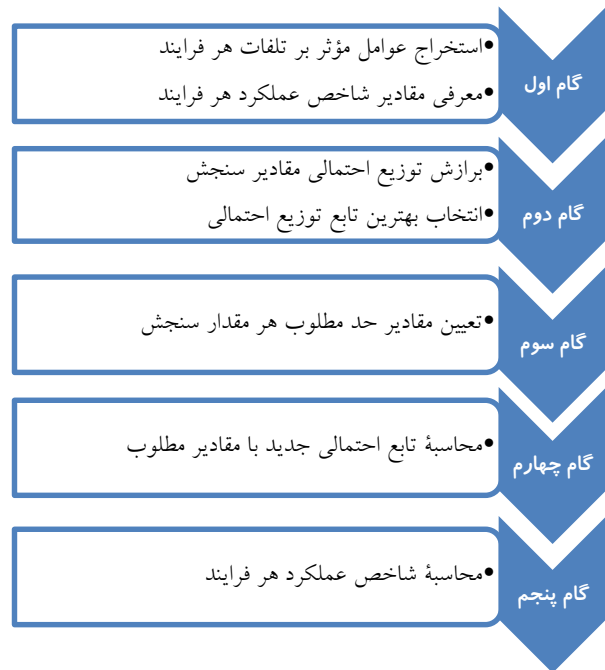 گام اول
•استخراج عوامل مؤثر بر تلفات هر فرایند
•معرفی مقادیر شاخص عملکرد هر فرایند
گام دوم
•برازش توزیع احتمالی مقادیر سنجش
•انتخاب بهترین تابع توزیع احتمالی
گام سوم
•تعیین مقادیر حد مطلوب هر مقدار سنجش
گام چهارم
•محاسبۀ تابع احتمالی جدید با مقادیر مطلوب
گام پنجم
•محاسبۀ شاخص عملکرد هر فرایند